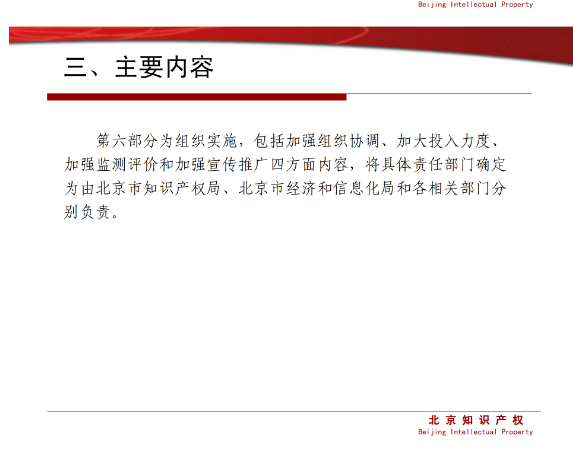 Beijing Intellectual Property
三、主要内容
第六部分为组织实施，包括加强组织协调、加大投入力度、
加强监测评价和加强宣传推广四方面内容，将具体责任部门确定
为由北京市知识产权局、北京市经济和信息化局和各相关部门分
别负责。
北京知识产权
Beijing Intellectual Property